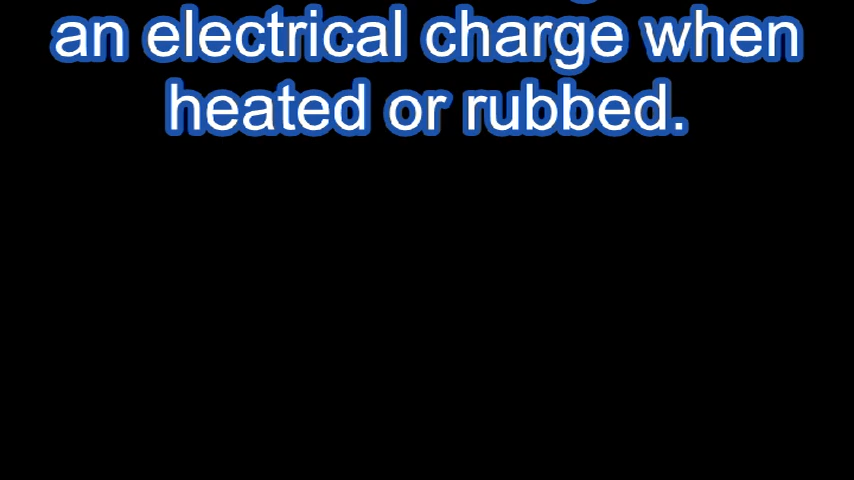 an electrical charge when
heated or rubbed.